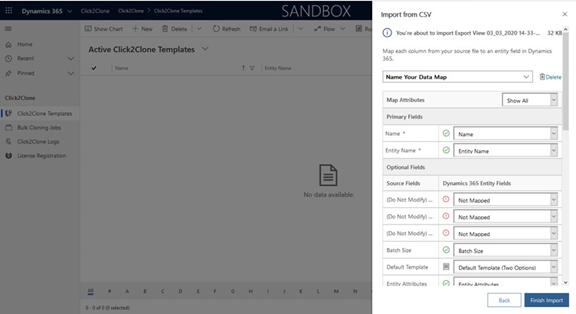 Dynamics 365
Click2Clone
Click2Clone > Click2Clone Templates
SANDBOX
Show Chart
+ New
Delete
Refresh
Email a Link
Flow
Home
Recent
Pinned
Click2Clone
Click2Clone Templates
Bulk Cloning Jobs
Click2Clone Logs
License Registration
Active Click2Clone Templates
Name
Entity Name
No data available.
All # A B C D E F G H I
0 - 0 of 0 (0 selected)
Import from CSV
You're about to import Export View 03_03_2020 14-33-... 32 KB
Map each column from your source file to an entity field in Dynamics
365.
Name Your Data Map
Delete
Map Attributes
Show All
Primary Fields
Name * Name
Entity Name * Entity Name
Optional Fields
Source Fields Dynamics 365 Entity Fields
(Do Not Modify) ... Not Mapped
(Do Not Modify) ... Not Mapped
(Do Not Modify) ... Not Mapped
Batch Size Batch Size
Default Template Default Template (Two Options)
Entity Attributes Entity Attributes
Back
Finish Import